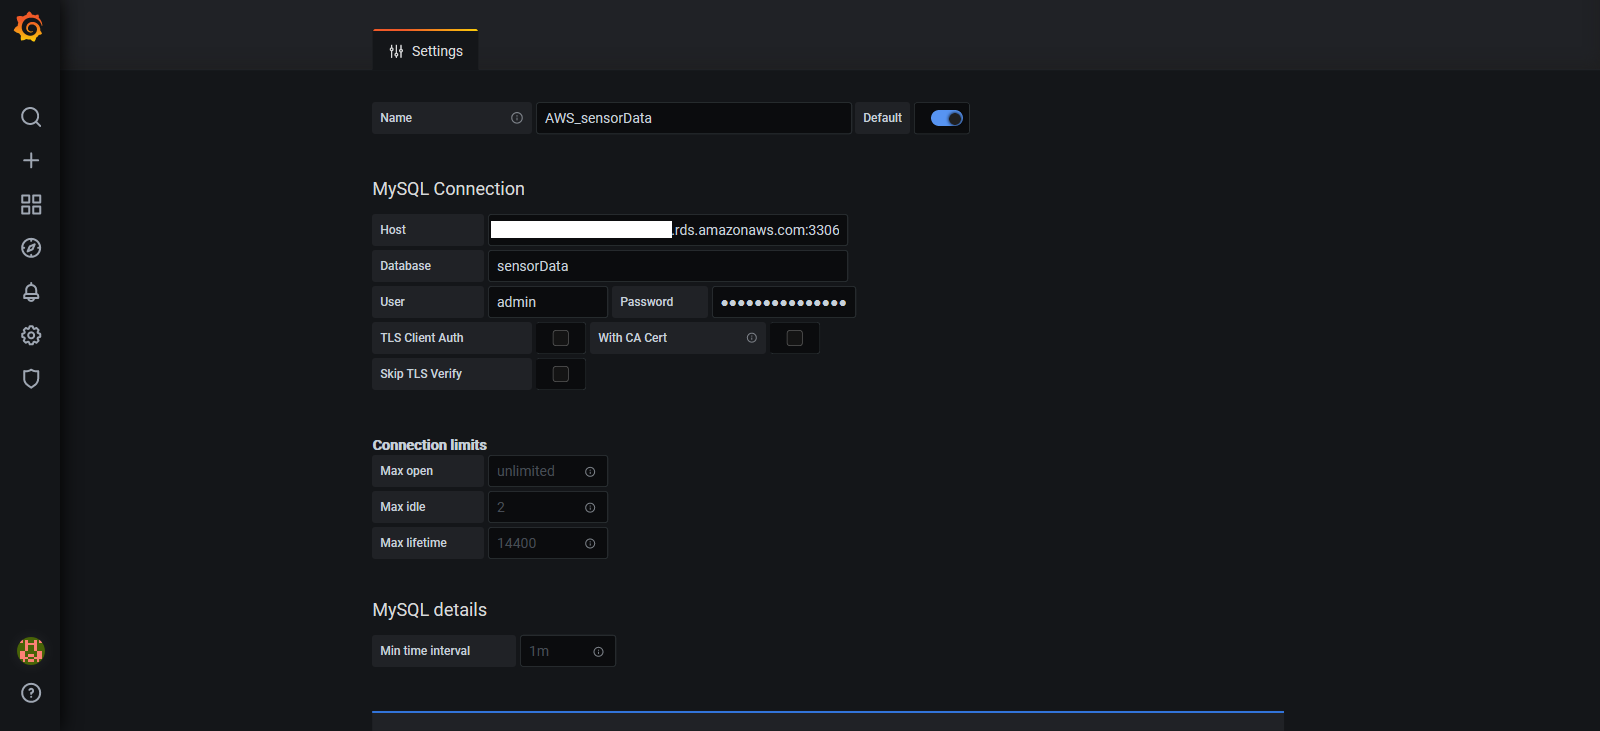 Settings
Name AWS_sensorData Default
MySQL Connection
Host .rds.amazonaws.com:3306
Database sensorData
User admin Password ●●●●●●●●●●●●●●
TLS Client Auth With CA Cert
Skip TLS Verify
Connection limits
Max open unlimited
Max idle 2
Max lifetime 14400
MySQL details
Min time interval 1m